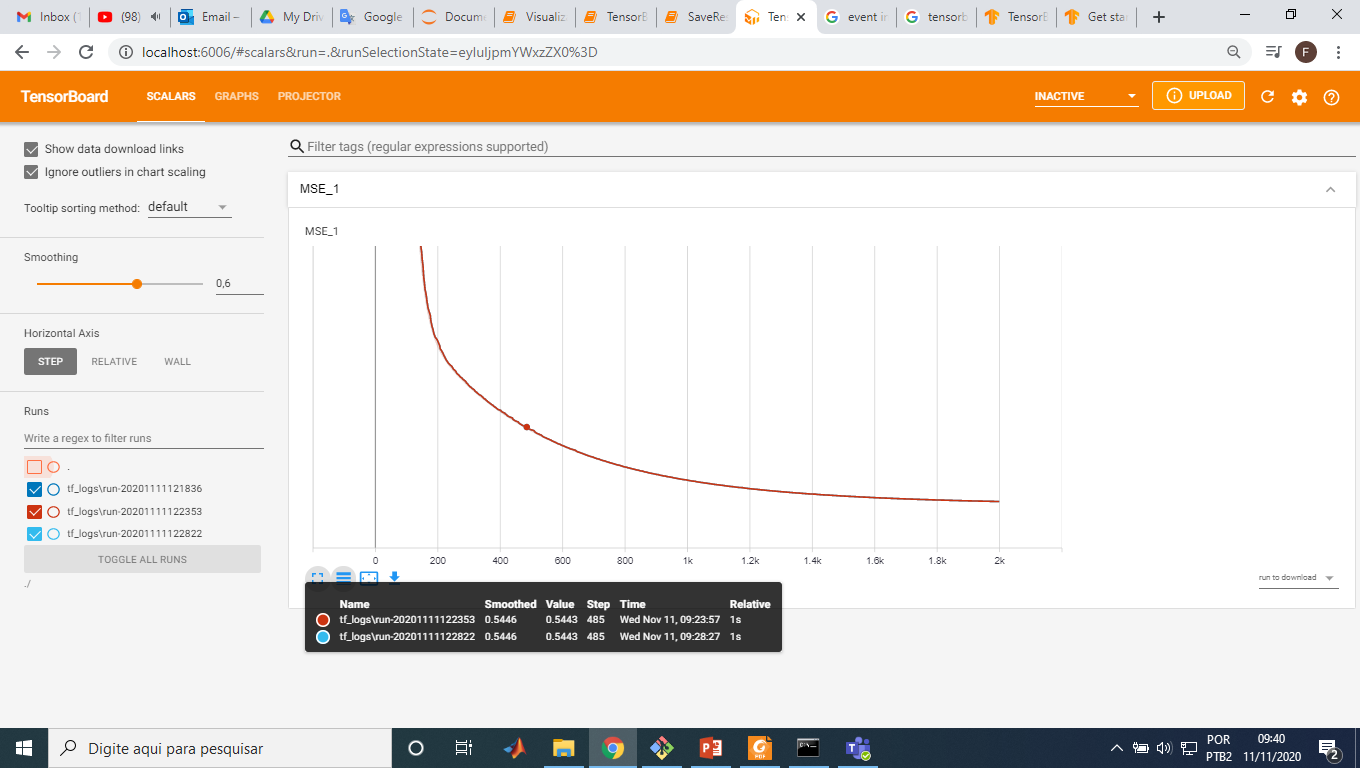 Inbox (1
(98)
Email –
My Driv
Google
Docum
Visualiz
TensorB
SaveRes
Tens
event in
tensorb
TensorB
Get star
localhost:6006/#scalars&run=.&runSelectionState=eyIuIjpmYWxzZX0%3D
F
TensorBoard
SCALARS
GRAPHS
PROJECTOR
INACTIVE
UPLOAD
Show data download links
Ignore outliers in chart scaling
Tooltip sorting method: default
Smoothing
0,6
Horizontal Axis
STEP RELATIVE WALL
Runs
Write a regex to filter runs
.
tf_logs\run-20201111121836
tf_logs\run-20201111122353
tf_logs\run-20201111122822
TOGGLE ALL RUNS
./
Filter tags (regular expressions supported)
MSE_1
MSE_1
0 200 400 600 800 1k 1.2k 1.4k 1.6k 1.8k 2k
run to download
Name Smoothed Value Step Time Relative
tf_logs\run-20201111122353 0.5446 0.5443 485 Wed Nov 11, 09:23:57 1s
tf_logs\run-20201111122822 0.5446 0.5443 485 Wed Nov 11, 09:28:27 1s
Digite aqui para pesquisar
POR
PTB2
09:40
11/11/2020
2